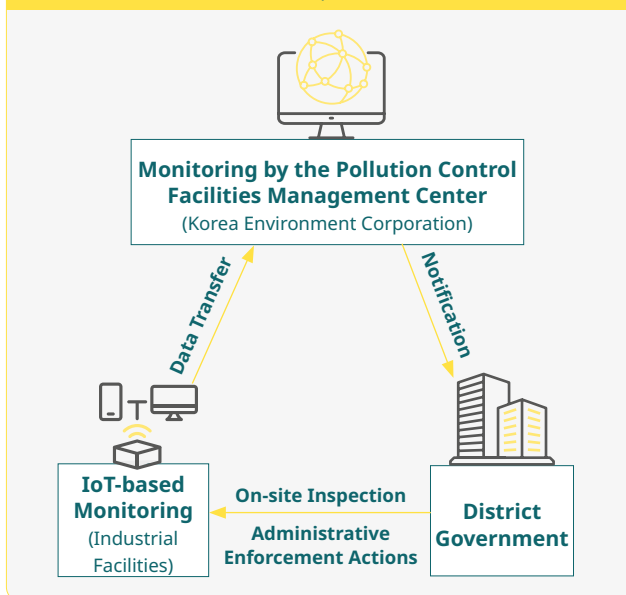 Monitoring by the Pollution Control
Facilities Management Center
(Korea Environment Corporation)
Data Transfer
Notification
IoT-based
Monitoring
(Industrial
Facilities)
On-site Inspection
Administrative
Enforcement Actions
District
Government